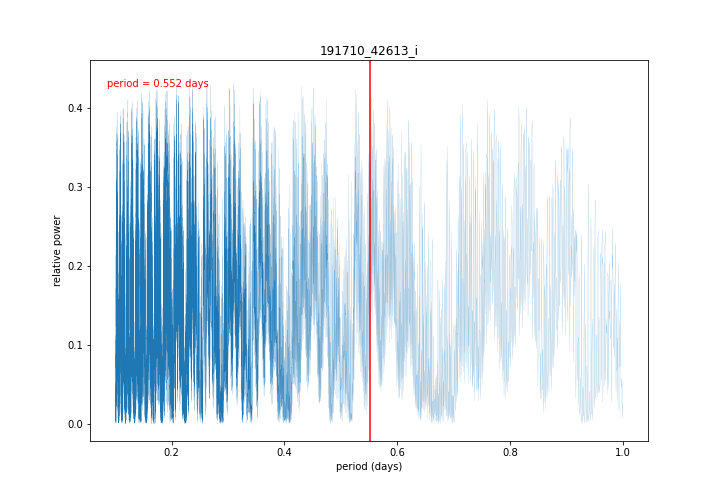 191710_42613_i
period = 0.552 days
relative power
0.4
0.3
0.2
0.1
0.0
0.2 0.4 0.6 0.8 1.0
period (days)